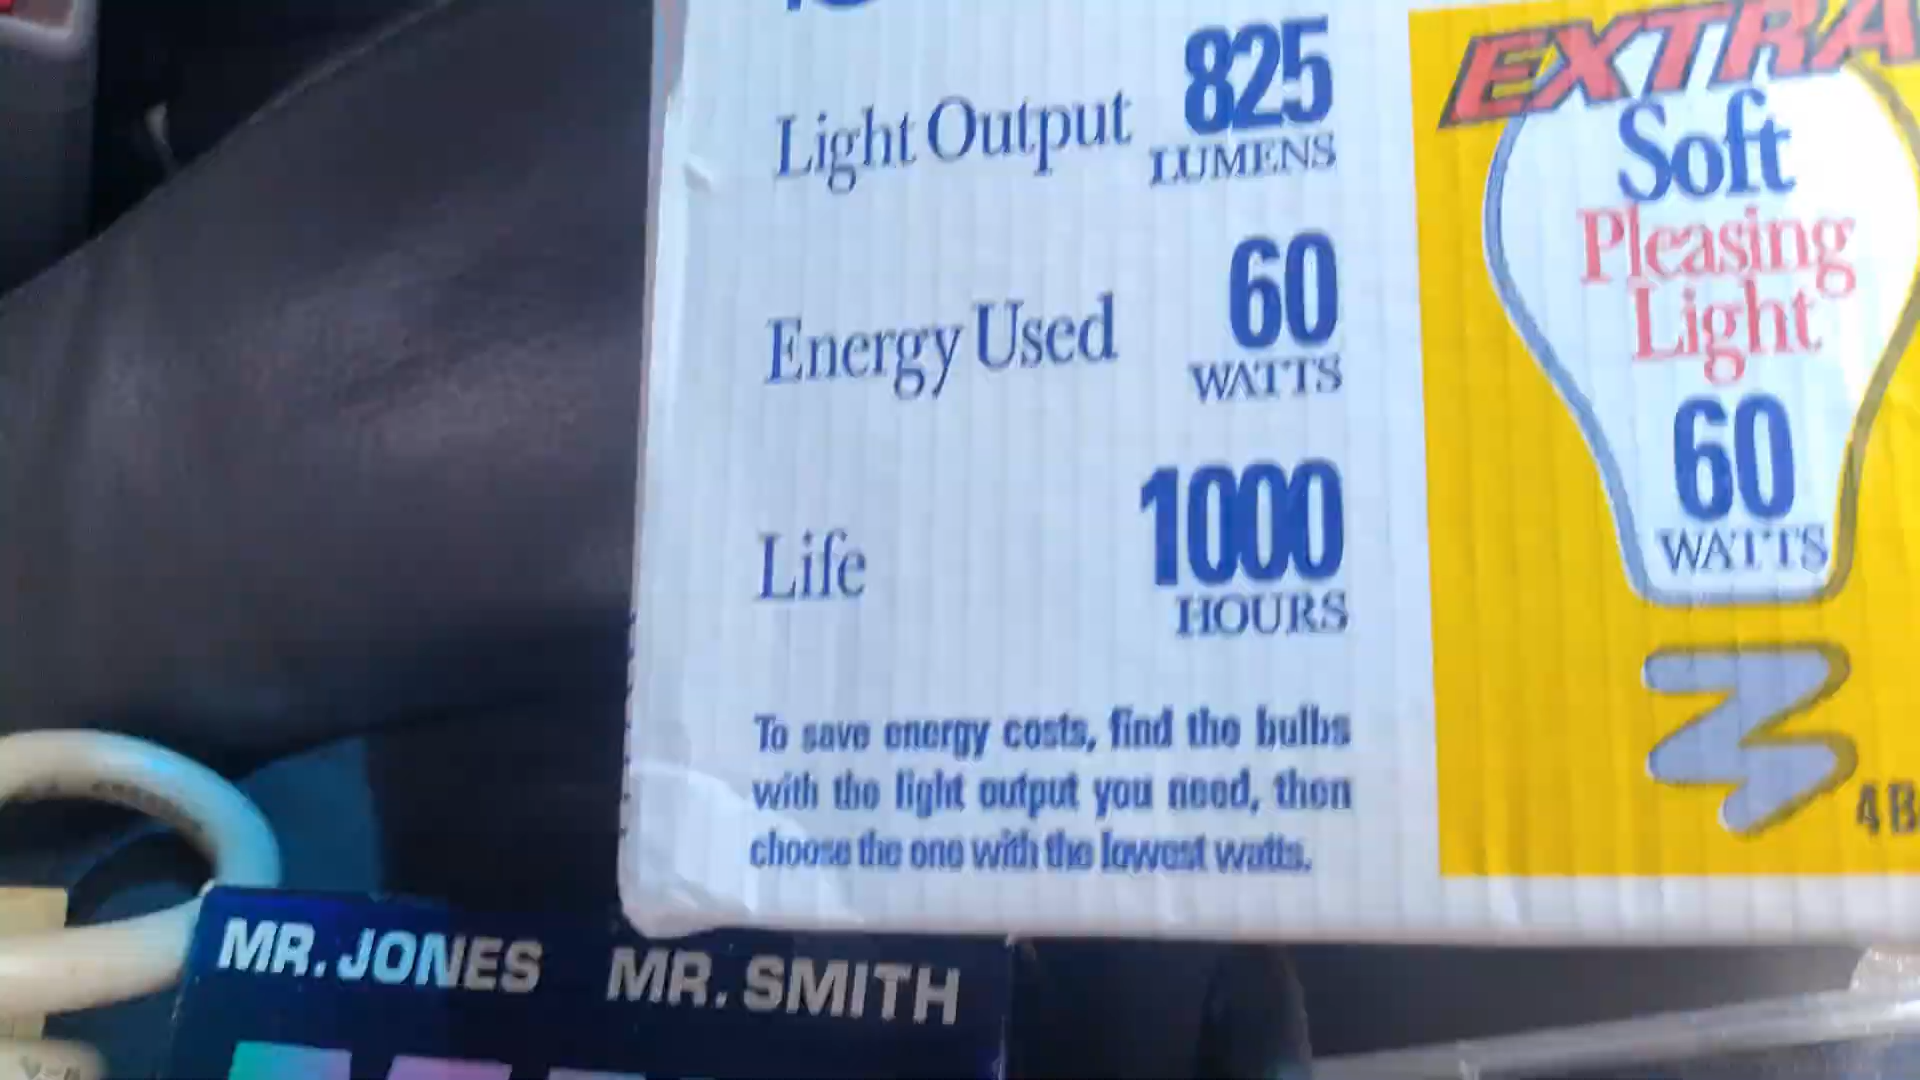 Light Output 825
LUMENS
Energy Used 60
WATTS
Life 1000
HOURS
To save energy costs, find the bulbs
with the light output you need, then
choose the one with the lowest watts.
EXTRA
Soft
Pleasing
Light
60
WATTS
4
MR. JONES MR. SMITH